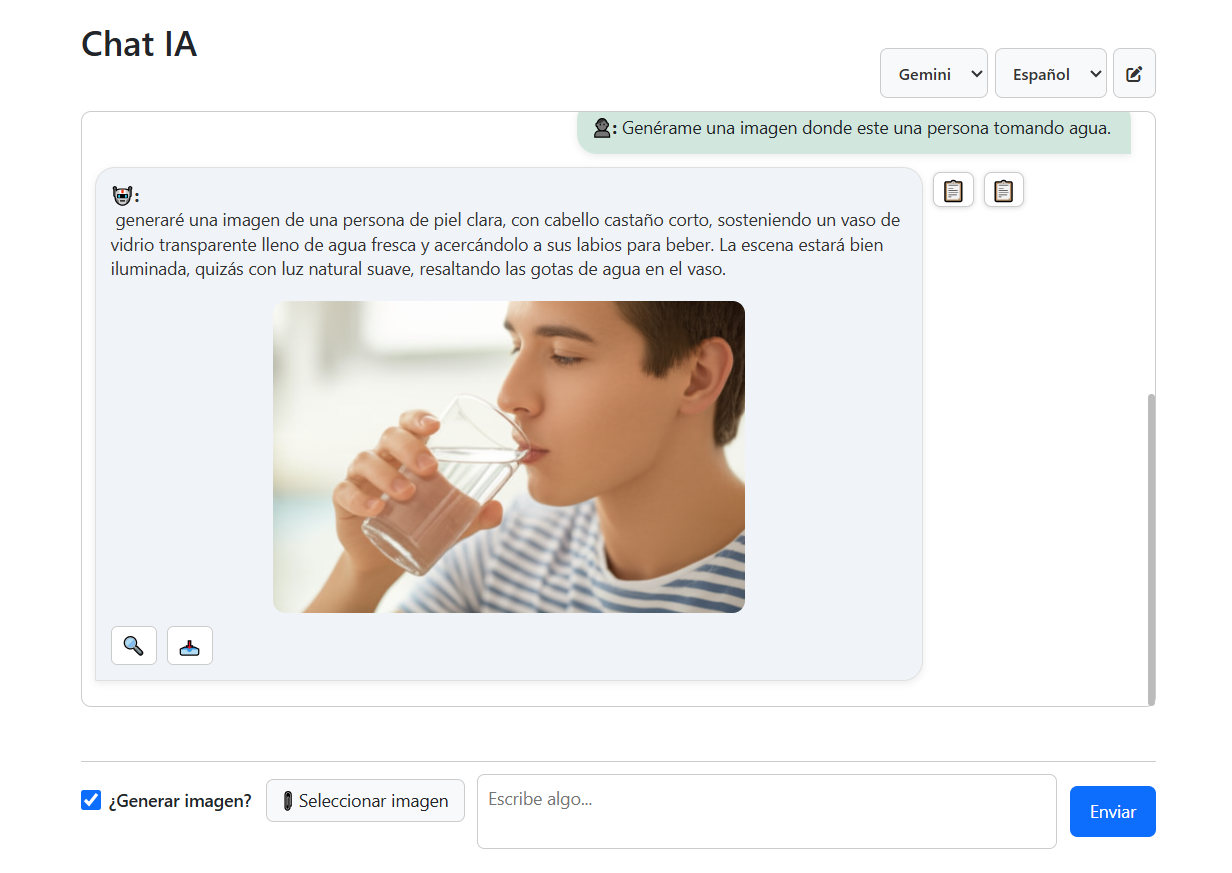 Chat IA
Gemini
Español
: Genérame una imagen donde este una persona tomando agua.
:
generaré una imagen de una persona de piel clara, con cabello castaño corto, sosteniendo un vaso de
vidrio transparente lleno de agua fresca y acercándolo a sus labios para beber. La escena estará bien
iluminada, quizás con luz natural suave, resaltando las gotas de agua en el vaso.
¿Generar imagen?
Seleccionar imagen
Escribe algo...
Enviar